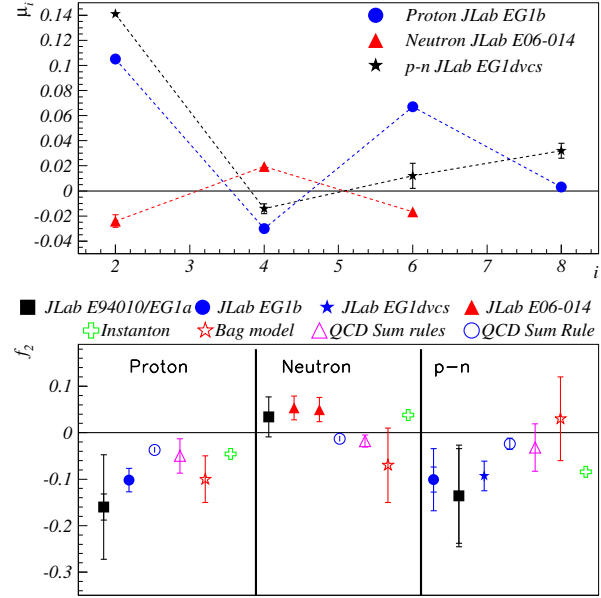 μi
0.14
0.12
0.1
0.08
0.06
0.04
0.02
0
-0.02
-0.04
Proton JLab EG1b
Neutron JLab E06-014
p-n JLab EG1dvcs
2 3 4 5 6 7 8 i
JLab E94010/EG1a JLab EG1b JLab EG1dvcs JLab E06-014
Instanton Bag model QCD Sum rules QCD Sum Rule
f2
Proton Neutron p-n
0.1
0
-0.1
-0.2
-0.3